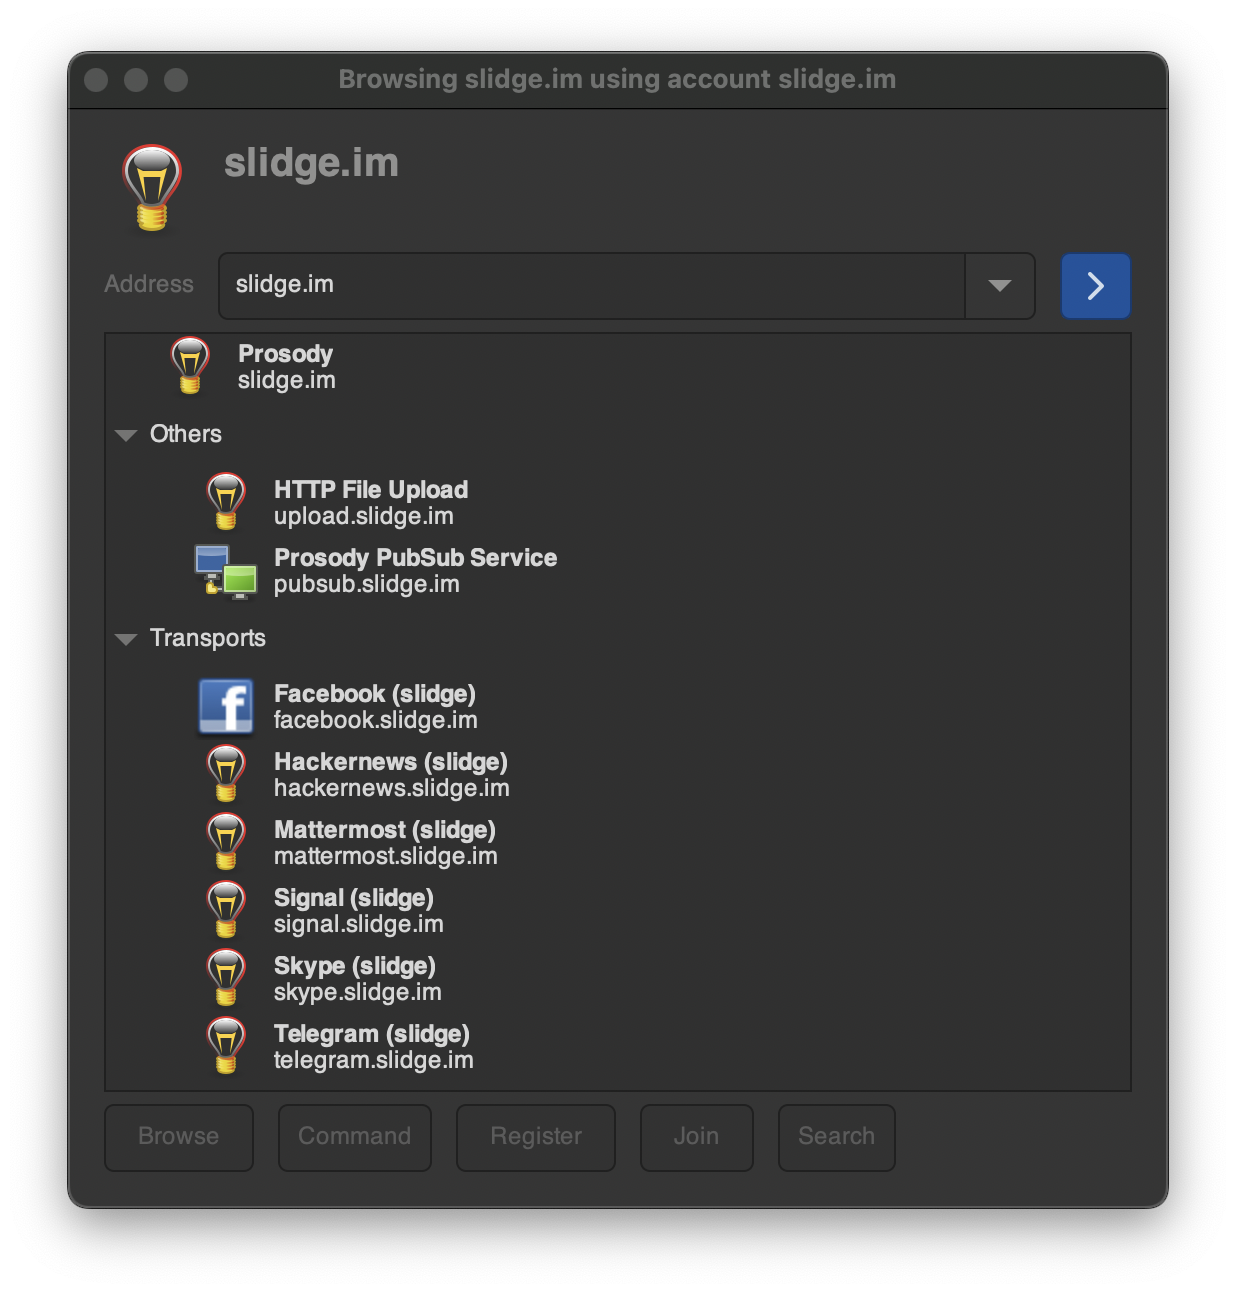 Browsing slidge.im using account slidge.im
slidge.im
Address
slidge.im
Prosody
slidge.im
Others
HTTP File Upload
upload.slidge.im
Prosody PubSub Service
pubsub.slidge.im
Transports
Facebook (slidge)
facebook.slidge.im
Hackernews (slidge)
hackernews.slidge.im
Mattermost (slidge)
mattermost.slidge.im
Signal (slidge)
signal.slidge.im
Skype (slidge)
skype.slidge.im
Telegram (slidge)
telegram.slidge.im
Browse Command Register Join Search